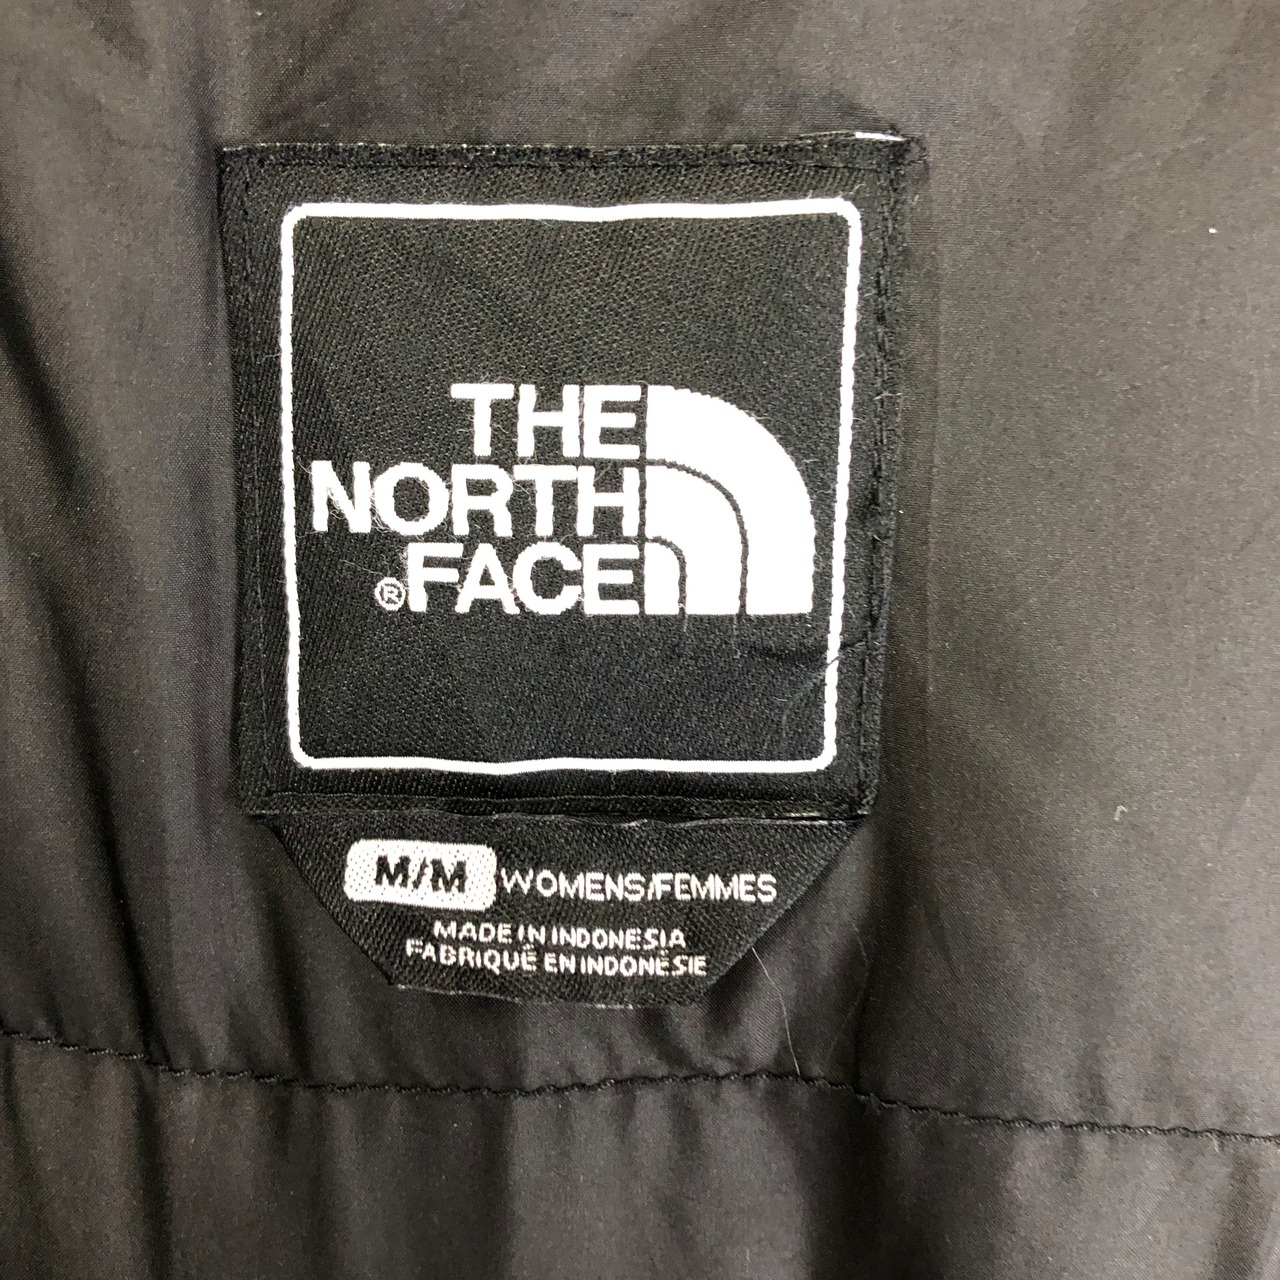 THE
NORTH
®FACE
M/M WOMENS/FEMMES
MADE IN INDONESIA
FABRIQUÉ EN INDONÉSIE